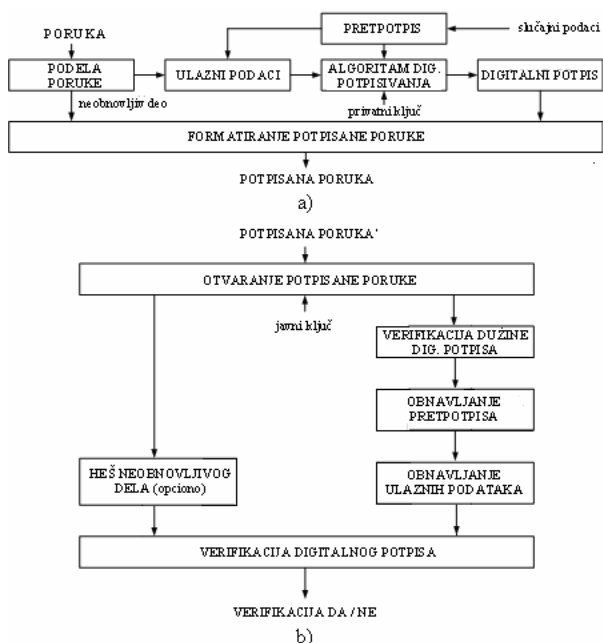 PORUKA
PRETPOTPIS
slučajni podaci
PODELA
PORUKE
ULAZNI PODACI
ALGORITAM DIG.
POTPISIVANJA
DIGITALNI POTPIS
neobnovljiv deo
privatni ključ
FORMATIRANJE POTPISANE PORUKE
POTPISANA PORUKA
a)
POTPISANA PORUKA'
OTVARANJE POTPISANE PORUKE
javni ključ
VERIFIKACIJA DUŽINE
DIG. POTPISA
OBNAVLJANJE
PRETPOTPISA
HEŠ NEOBNOVLJIVOG
DELA (opciono)
OBNAVLJANJE
ULAZNIH PODATAKA
VERIFIKACIJA DIGITALNOG POTPISA
VERIFIKACIJA DA / NE
b)